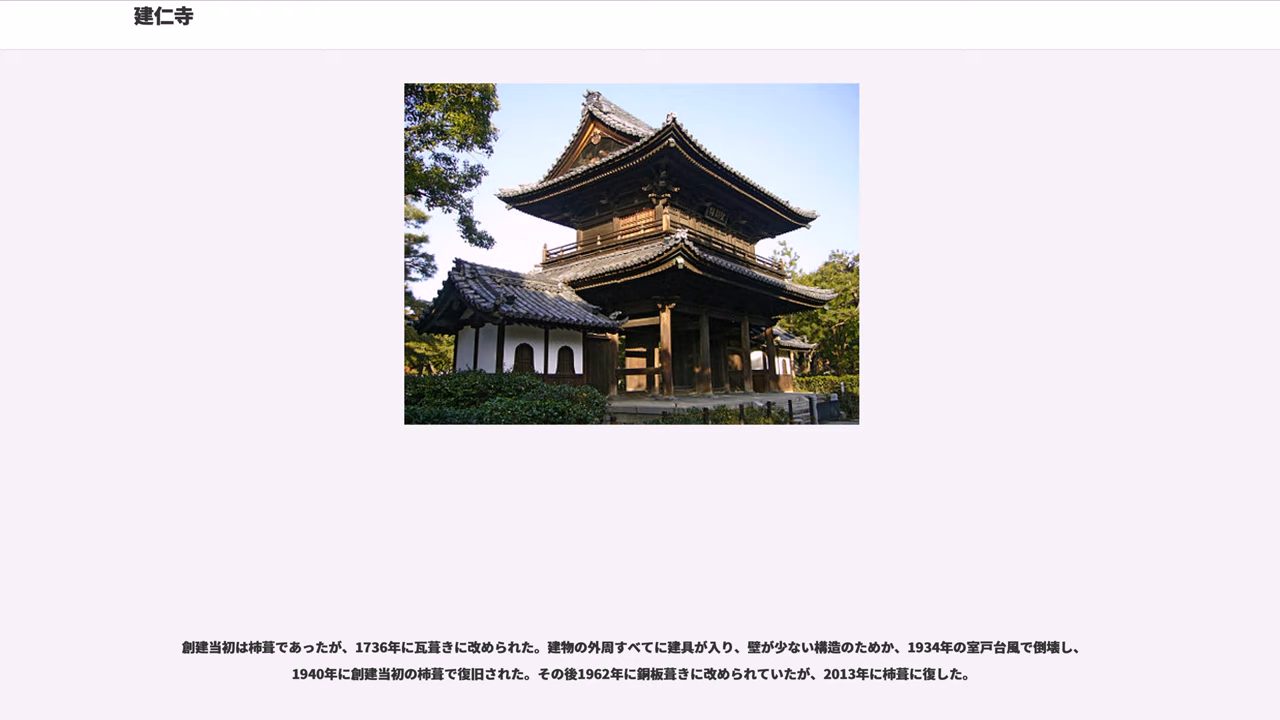 建仁寺
創建当初は杮葺であったが、1736年に瓦葺きに改められた。建物の外周すべてに建具が入り、壁が少ない構造のためか、1934年の室戸台風で倒壊し、
1940年に創建当初の杮葺で復旧された。その後1962年に銅板葺きに改められていたが、2013年に杮葺に復した。